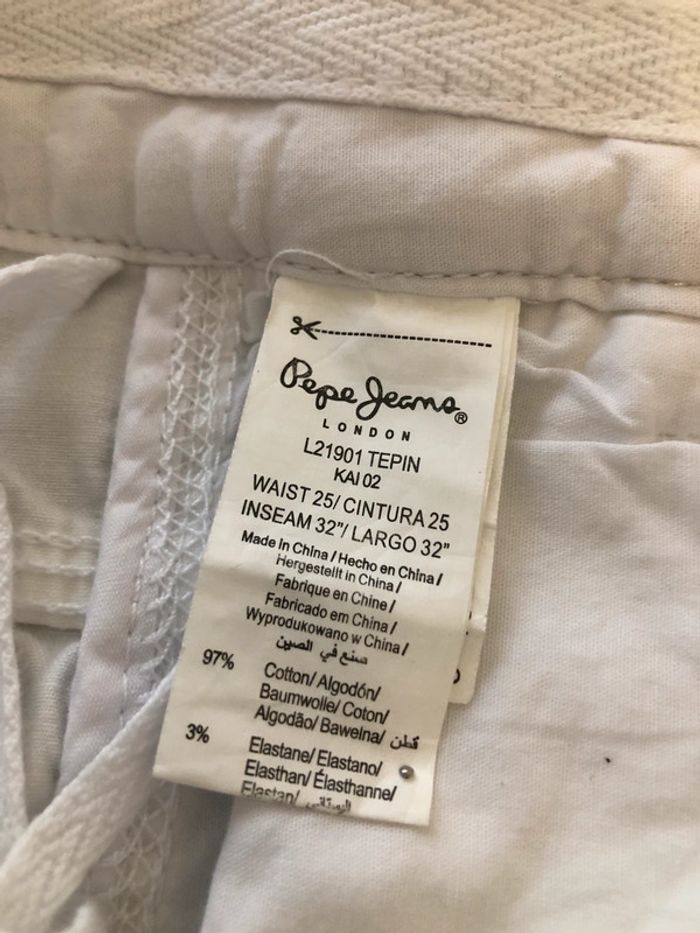 Pepe Jeans®
LONDON
L21901 TEPIN
KAI 02
WAIST 25/ CINTURA 25
INSEAM 32"/ LARGO 32"
Made in China / Hecho en China /
Hergestellt in China /
Fabrique en Chine /
Fabricado em China /
Wyprodukowano w China /
صنع في الصين
97% Cotton/ Algodón/
Baumwolle/ Coton/
Algodão/ Bawelna/ قطن
3% Elastane/ Elastano/
Elasthan/ Élasthanne/
Elastan/